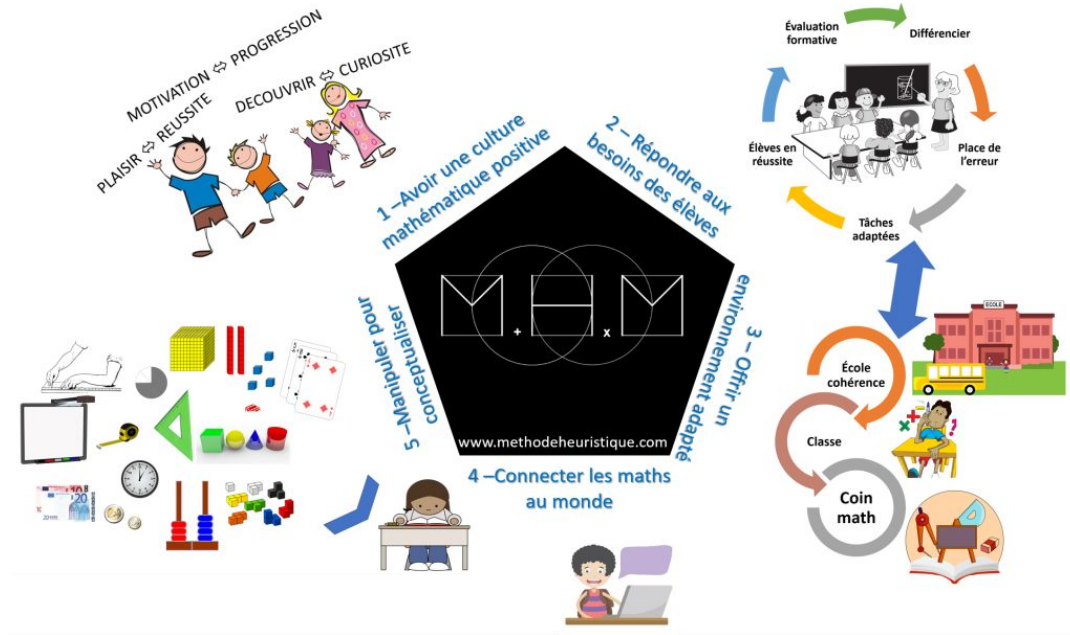 MOTIVATION ⇔ PROGRESSION
PLAISIR ⇔ REUSSITE
DECOUVRIR ⇔ CURIOSITE
1 –Avoir une culture
mathématique positive
2 – Répondre aux
besoins des élèves
3 – Offrir un
environnement adapté
4 –Connecter les maths
au monde
5 –Manipuler pour
conceptualiser
M + H x M
www.methodeheuristique.com
Évaluation
formative
Différencier
Place de
l'erreur
Tâches
adaptées
Élèves en
réussite
ECOLE
École
cohérence
Classe
Coin
math